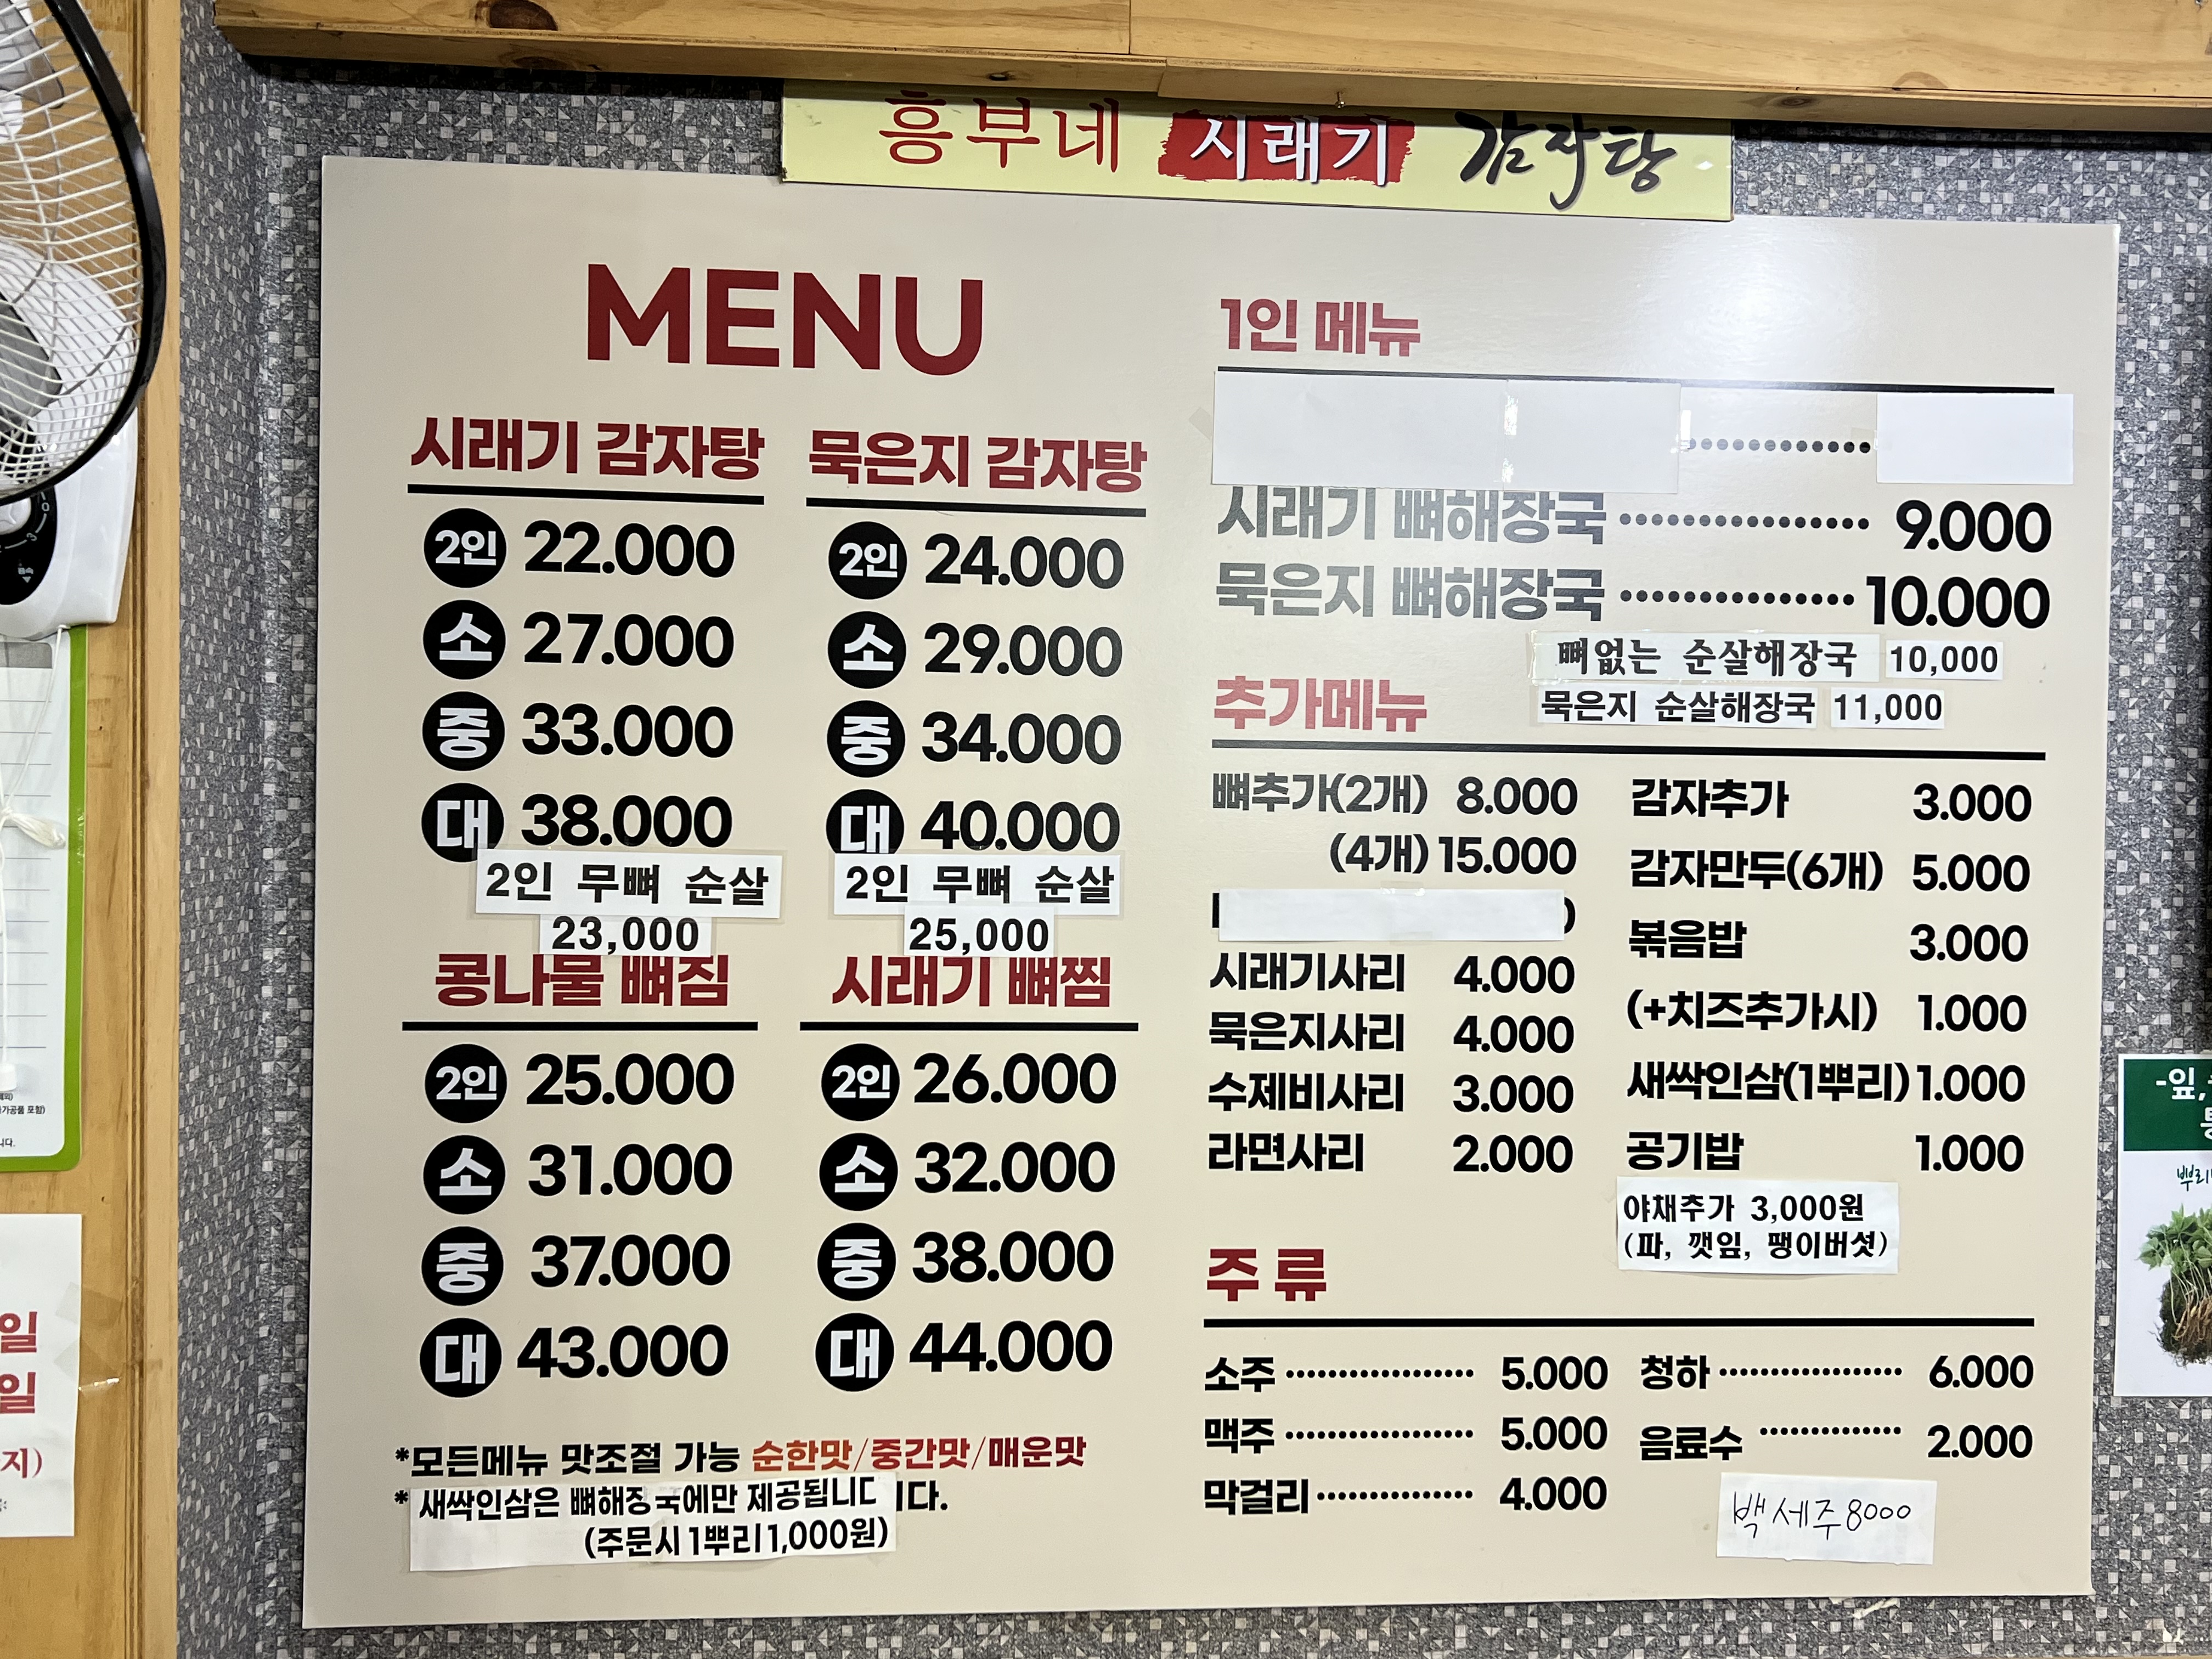 흥부네 시래기 감자탕
MENU
시래기 감자탕
2인 22.000
소 27.000
중 33.000
대 38.000
2인 무뼈 순살
23,000
묵은지 감자탕
2인 24.000
소 29.000
중 34.000
대 40.000
2인 무뼈 순살
25,000
콩나물 뼈찜
2인 25.000
소 31.000
중 37.000
대 43.000
시래기 뼈찜
2인 26.000
소 32.000
중 38.000
대 44.000
*모든메뉴 맛조절 가능 순한맛/중간맛/매운맛
* 새싹인삼은 뼈해장국에만 제공됩니다.
(주문시 1뿌리 1,000원)
1인 메뉴
시래기 뼈해장국 9.000
묵은지 뼈해장국 10.000
뼈없는 순살해장국 10,000
묵은지 순살해장국 11,000
추가메뉴
뼈추가(2개) 8.000
(4개) 15.000
시래기사리 4.000
묵은지사리 4.000
수제비사리 3.000
라면사리 2.000
감자추가 3.000
감자만두(6개) 5.000
볶음밥 3.000
(+치즈추가시) 1.000
새싹인삼(1뿌리) 1.000
공기밥 1.000
야채추가 3,000원
(파, 깻잎, 팽이버섯)
주류
소주 5.000
맥주 5.000
막걸리 4.000
청하 6.000
음료수 2.000
백세주 8000
일
일
지)
-잎,